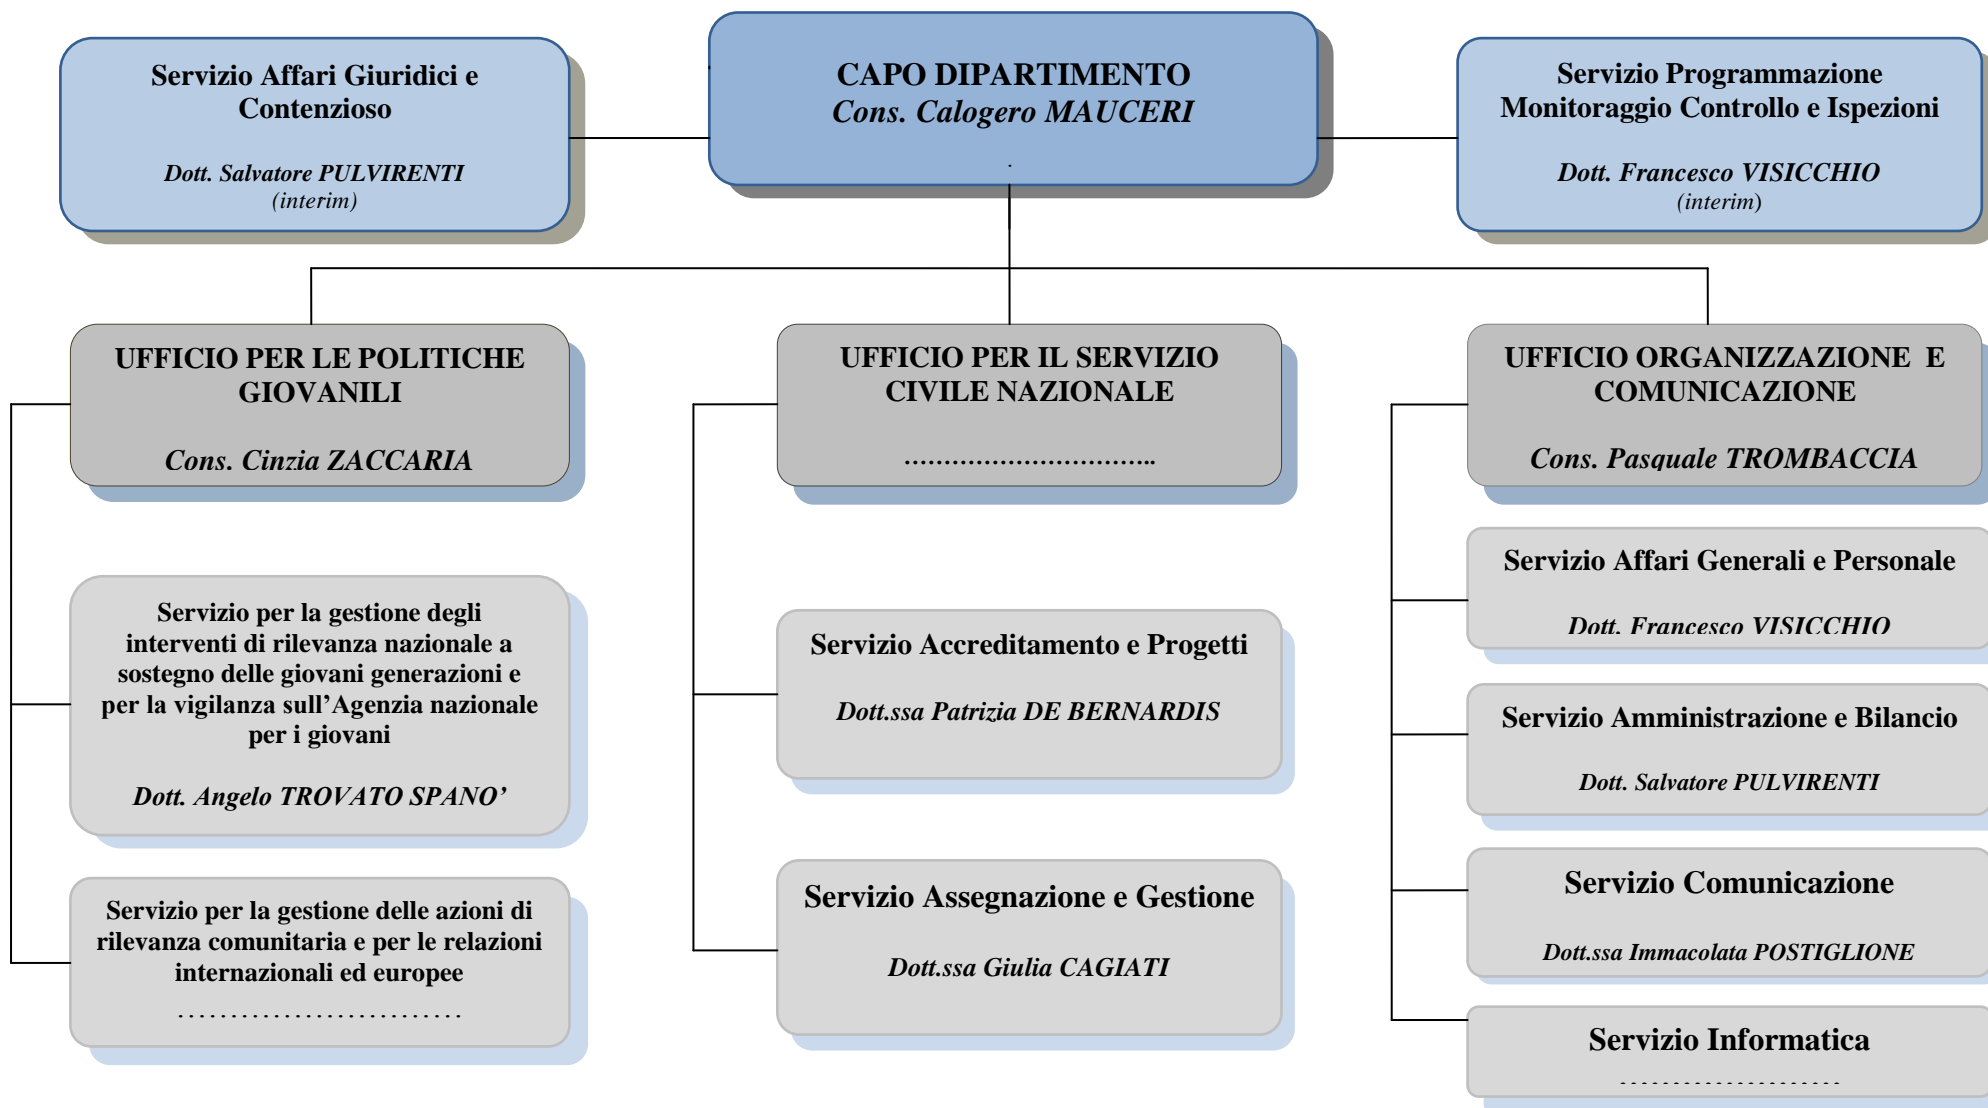 Servizio Affari Giuridici e
Contenzioso
Dott. Salvatore PULVIRENTI
(interim)
CAPO DIPARTIMENTO
Cons. Calogero MAUCERI
.
Servizio Programmazione
Monitoraggio Controllo e Ispezioni
Dott. Francesco VISICCHIO
(interim)
UFFICIO PER LE POLITICHE
GIOVANILI
Cons. Cinzia ZACCARIA
UFFICIO PER IL SERVIZIO
CIVILE NAZIONALE
…………………………..
UFFICIO ORGANIZZAZIONE E
COMUNICAZIONE
Cons. Pasquale TROMBACCIA
Servizio per la gestione degli
interventi di rilevanza nazionale a
sostegno delle giovani generazioni e
per la vigilanza sull’Agenzia nazionale
per i giovani
Dott. Angelo TROVATO SPANO’
Servizio per la gestione delle azioni di
rilevanza comunitaria e per le relazioni
internazionali ed europee
………………………
Servizio Accreditamento e Progetti
Dott.ssa Patrizia DE BERNARDIS
Servizio Assegnazione e Gestione
Dott.ssa Giulia CAGIATI
Servizio Affari Generali e Personale
Dott. Francesco VISICCHIO
Servizio Amministrazione e Bilancio
Dott. Salvatore PULVIRENTI
Servizio Comunicazione
Dott.ssa Immacolata POSTIGLIONE
Servizio Informatica
…………………